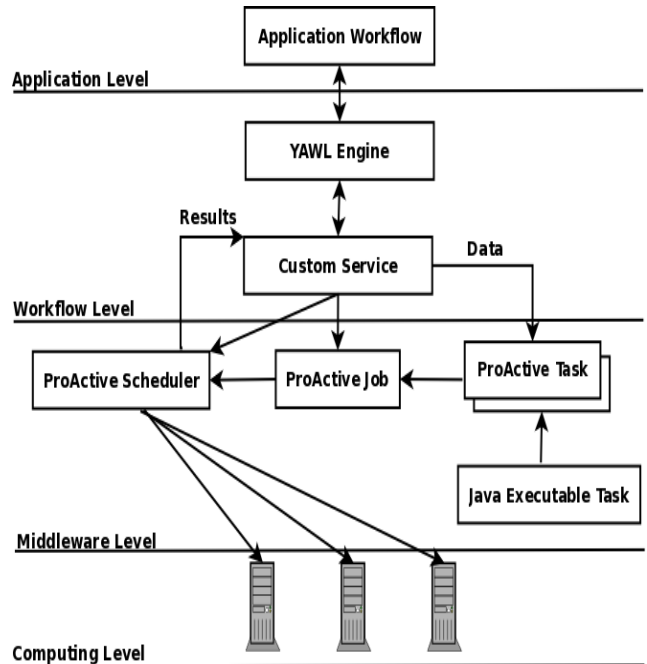 Application Workflow
Application Level
YAWL Engine
Results
Custom Service
Data
Workflow Level
ProActive Scheduler
ProActive Job
ProActive Task
Java Executable Task
Middleware Level
Computing Level